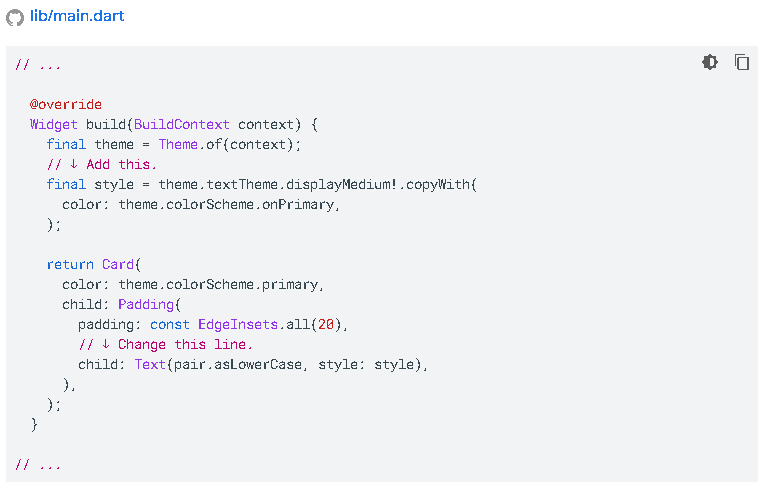 lib/main.dart
// ...
@override
Widget build(BuildContext context) {
final theme = Theme.of(context);
// ↓ Add this.
final style = theme.textTheme.displayMedium!.copyWith(
color: theme.colorScheme.onPrimary,
);
return Card(
color: theme.colorScheme.primary,
child: Padding(
padding: const EdgeInsets.all(20),
// ↓ Change this line.
child: Text(pair.asLowerCase, style: style),
),
);
}
// ...